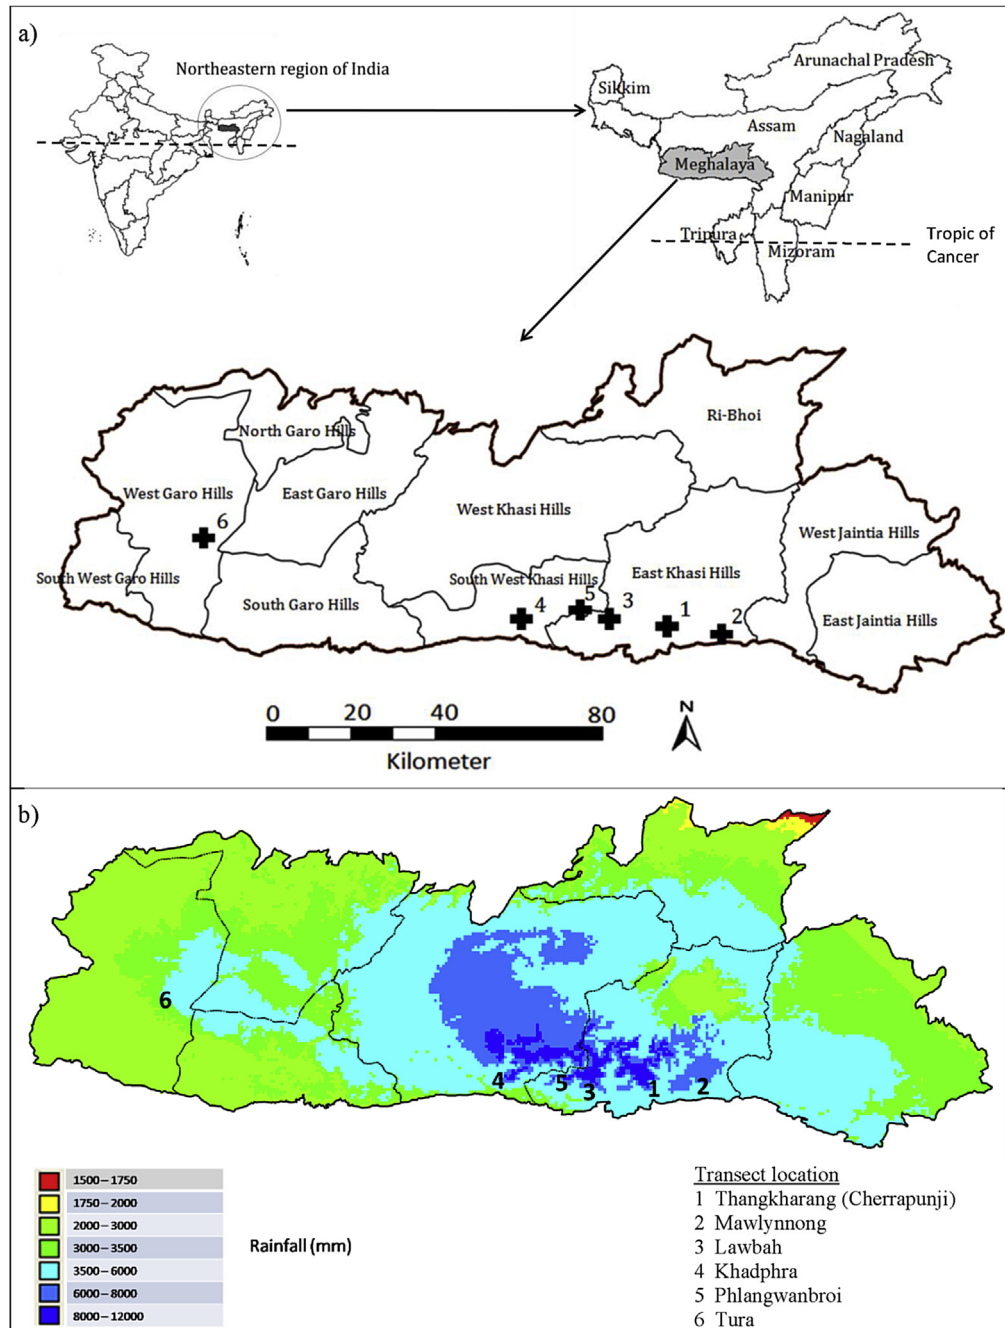 a)
Northeastern region of India
Sikkim
Arunachal Pradesh
Assam
Nagaland
Meghalaya
Manipur
Tripura
Mizoram
Tropic of
Cancer
Ri-Bhoi
North Garo Hills
West Garo Hills
East Garo Hills
West Khasi Hills
6
West Jaintia Hills
South West Garo Hills
South West Khasi Hills
East Khasi Hills
South Garo Hills
4
5
3
1
2
East Jaintia Hills
0 20 40 80
Kilometer
N
b)
6
4
5
3
1
2
1500–1750
1750–2000
2000–3000
3000–3500
3500–6000
6000–8000
8000–12000
Rainfall (mm)
Transect location
1 Thangkharang (Cherrapunji)
2 Mawlynnong
3 Lawbah
4 Khadphra
5 Phlangwanbroi
6 Tura